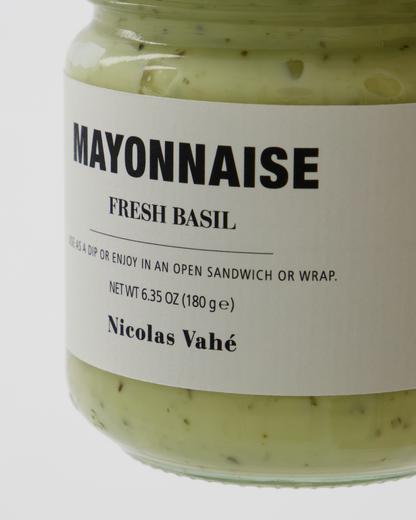 MAYONNAISE
FRESH BASIL
USE AS A DIP OR ENJOY IN AN OPEN SANDWICH OR WRAP.
NET WT 6.35 OZ (180 g ℮)
Nicolas Vahé